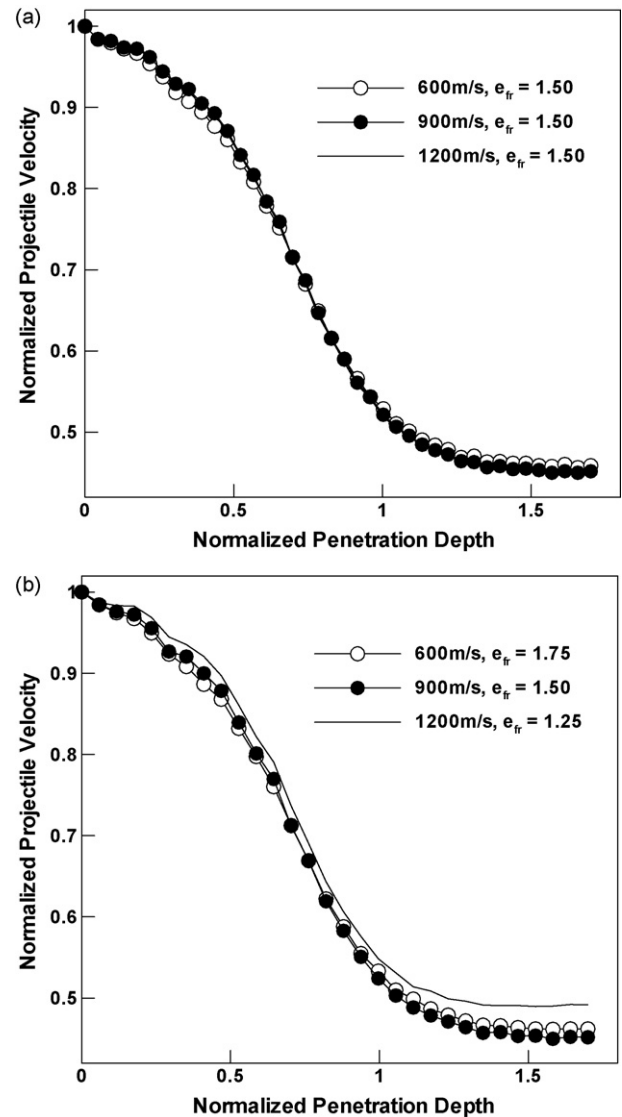 (a)
1
0.9
0.8
0.7
0.6
0.5
Normalized Projectile Velocity
600m/s, e_fr = 1.50
900m/s, e_fr = 1.50
1200m/s, e_fr = 1.50
0 0.5 1 1.5
Normalized Penetration Depth
(b)
1
0.9
0.8
0.7
0.6
0.5
Normalized Projectile Velocity
600m/s, e_fr = 1.75
900m/s, e_fr = 1.50
1200m/s, e_fr = 1.25
0 0.5 1 1.5
Normalized Penetration Depth